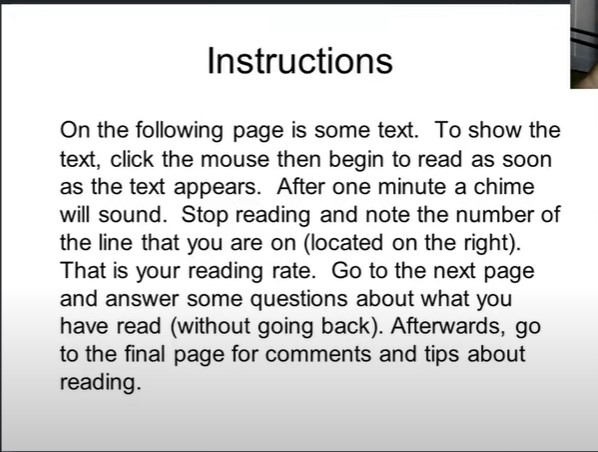 Instructions
On the following page is some text. To show the
text, click the mouse then begin to read as soon
as the text appears. After one minute a chime
will sound. Stop reading and note the number of
the line that you are on (located on the right).
That is your reading rate. Go to the next page
and answer some questions about what you
have read (without going back). Afterwards, go
to the final page for comments and tips about
reading.